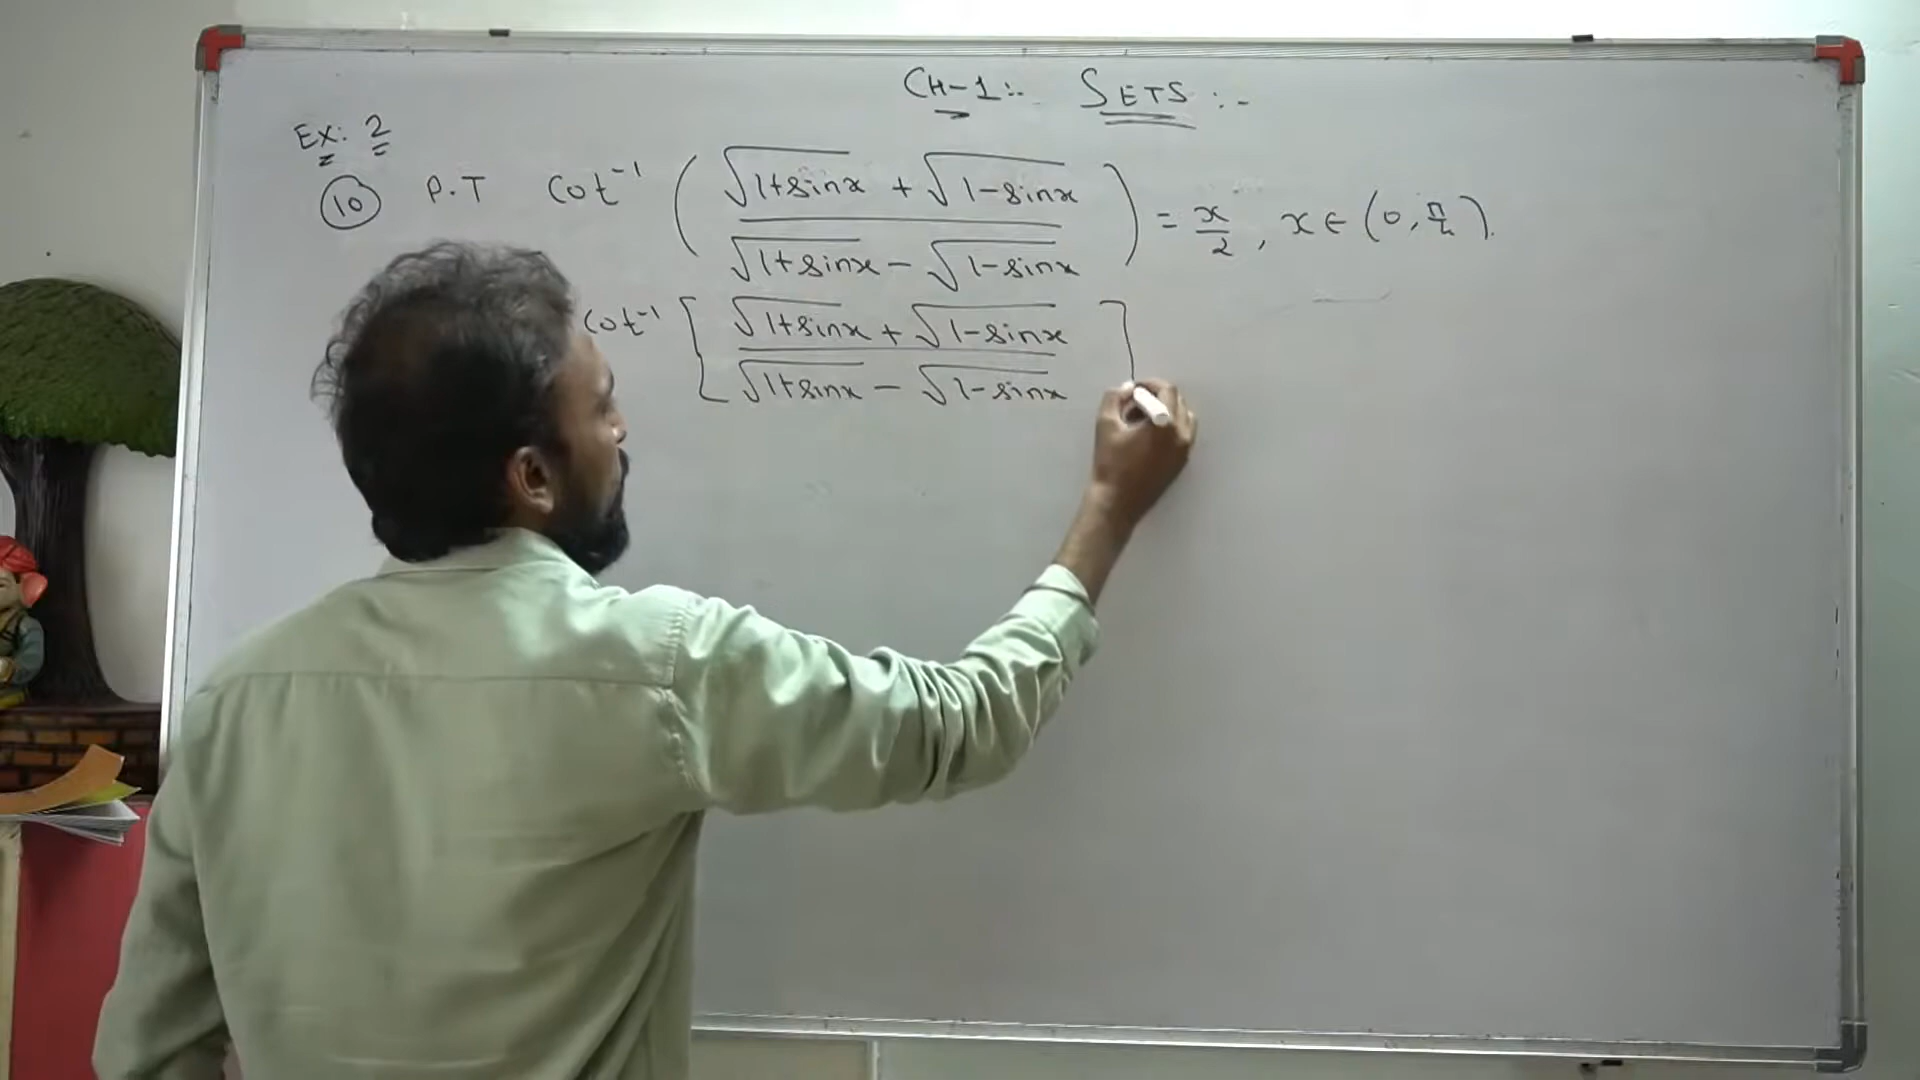 CH-1:- SETS:-
Ex: 2
10 P.T cot⁻¹ ( √1+sinx + √1-sinx / √1+sinx - √1-sinx ) = x/2, x ∈ (0, π/4).
cot⁻¹ [ √1+sinx + √1-sinx / √1+sinx - √1-sinx ]